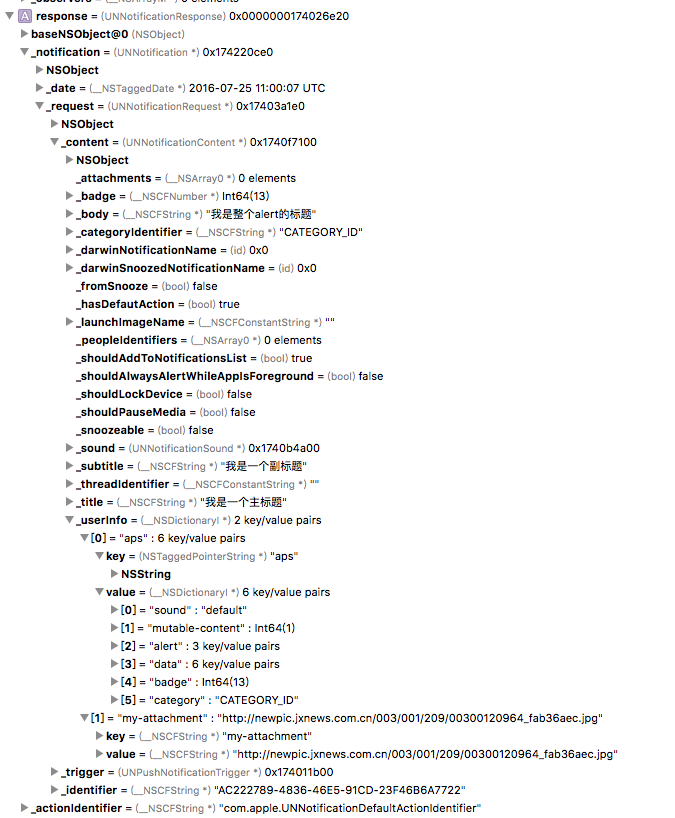 A response = (UNNotificationResponse *) 0x0000000174026e20
baseNSObject@0 (NSObject)
_notification = (UNNotification *) 0x174220ce0
NSObject
_date = (__NSTaggedDate *) 2016-07-25 11:00:07 UTC
_request = (UNNotificationRequest *) 0x17403a1e0
NSObject
_content = (UNNotificationContent *) 0x1740f7100
NSObject
_attachments = (__NSArray0 *) 0 elements
_badge = (__NSCFNumber *) Int64(13)
_body = (__NSCFString *) "我是整个alert的标题"
_categoryIdentifier = (__NSCFString *) "CATEGORY_ID"
_darwinNotificationName = (id) 0x0
_darwinSnoozedNotificationName = (id) 0x0
_fromSnooze = (bool) false
_hasDefautAction = (bool) true
_launchImageName = (__NSCFConstantString *) ""
_peopleIdentifiers = (__NSArray0 *) 0 elements
_shouldAddToNotificationsList = (bool) true
_shouldAlwaysAlertWhileAppIsForeground = (bool) false
_shouldLockDevice = (bool) false
_shouldPauseMedia = (bool) false
_snoozeable = (bool) false
_sound = (UNNotificationSound *) 0x1740b4a00
_subtitle = (__NSCFString *) "我是一个副标题"
_threadIdentifier = (__NSCFConstantString *) ""
_title = (__NSCFString *) "我是一个主标题"
_userInfo = (__NSDictionaryI *) 2 key/value pairs
[0] = "aps" : 6 key/value pairs
key = (NSTaggedPointerString *) "aps"
NSString
value = (__NSDictionaryI *) 6 key/value pairs
[0] = "sound" : "default"
[1] = "mutable-content" : Int64(1)
[2] = "alert" : 3 key/value pairs
[3] = "data" : 6 key/value pairs
[4] = "badge" : Int64(13)
[5] = "category" : "CATEGORY_ID"
[1] = "my-attachment" : "http://newpic.jxnews.com.cn/003/001/209/00300120964_fab36aec.jpg"
key = (__NSCFString *) "my-attachment"
value = (__NSCFString *) "http://newpic.jxnews.com.cn/003/001/209/00300120964_fab36aec.jpg"
_trigger = (UNPushNotificationTrigger *) 0x174011b00
_identifier = (__NSCFString *) "AC222789-4836-46E5-91CD-23F46B6A7722"
_actionIdentifier = (__NSCFString *) "com.apple.UNNotificationDefaultActionIdentifier"